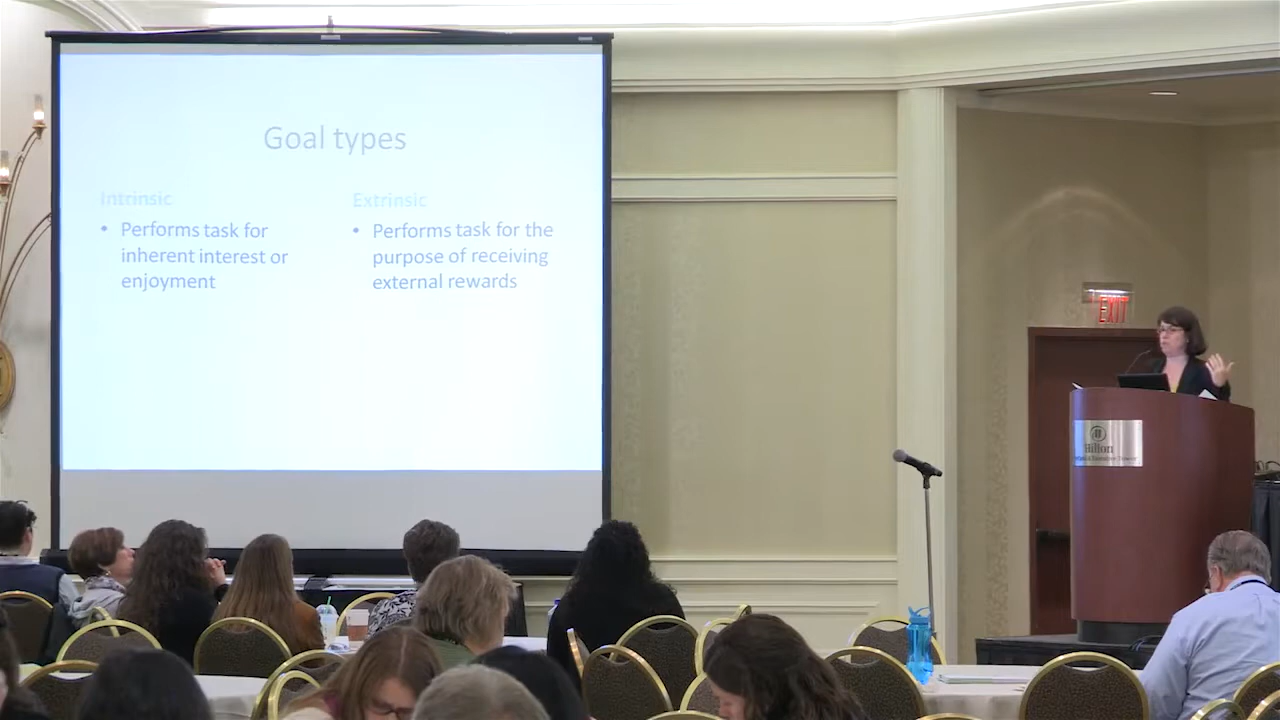 Goal types
Intrinsic
• Performs task for
inherent interest or
enjoyment
Extrinsic
• Performs task for the
purpose of receiving
external rewards
EXIT
Hilton